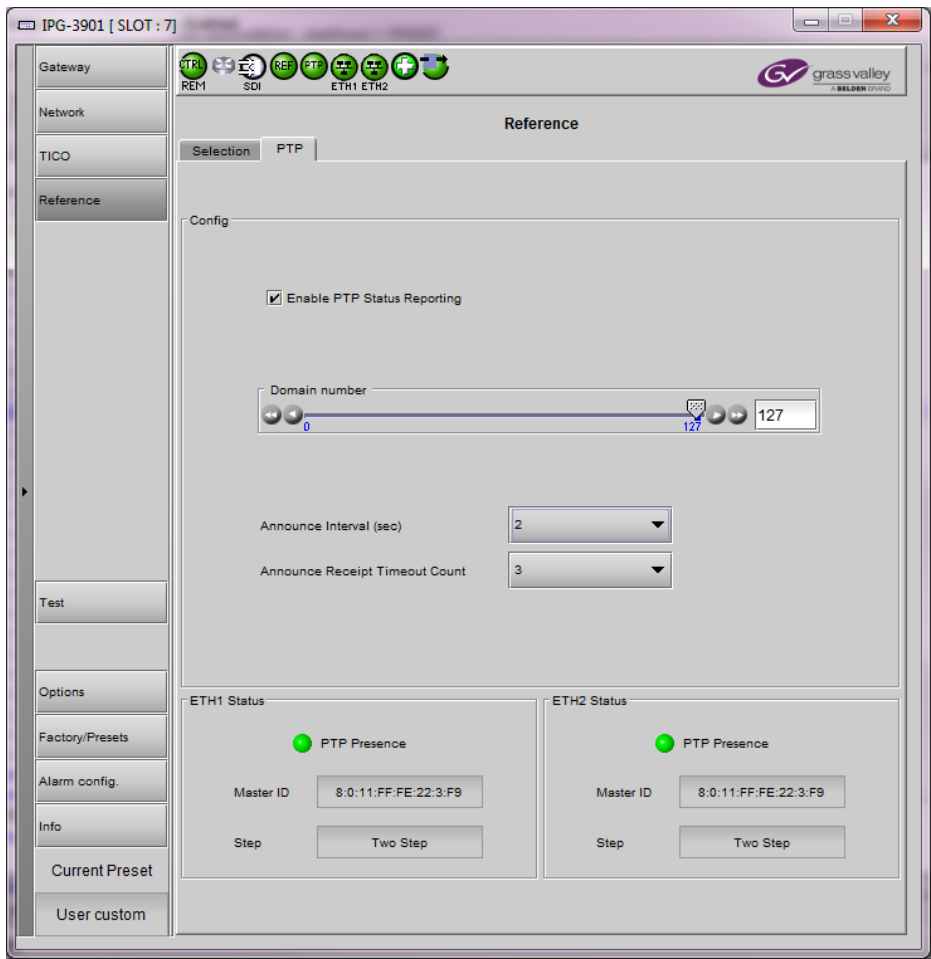 IPG-3901 [ SLOT : 7]
Gateway
Network
TICO
Reference
Test
Options
Factory/Presets
Alarm config.
Info
Current Preset
User custom
CTRL REF PTP
REM SDI ETH1 ETH2
GV grass valley
A BELDEN BRAND
Reference
Selection PTP
Config
Enable PTP Status Reporting
Domain number
0 127 127
Announce Interval (sec) 2
Announce Receipt Timeout Count 3
ETH1 Status
PTP Presence
Master ID 8:0:11:FF:FE:22:3:F9
Step Two Step
ETH2 Status
PTP Presence
Master ID 8:0:11:FF:FE:22:3:F9
Step Two Step